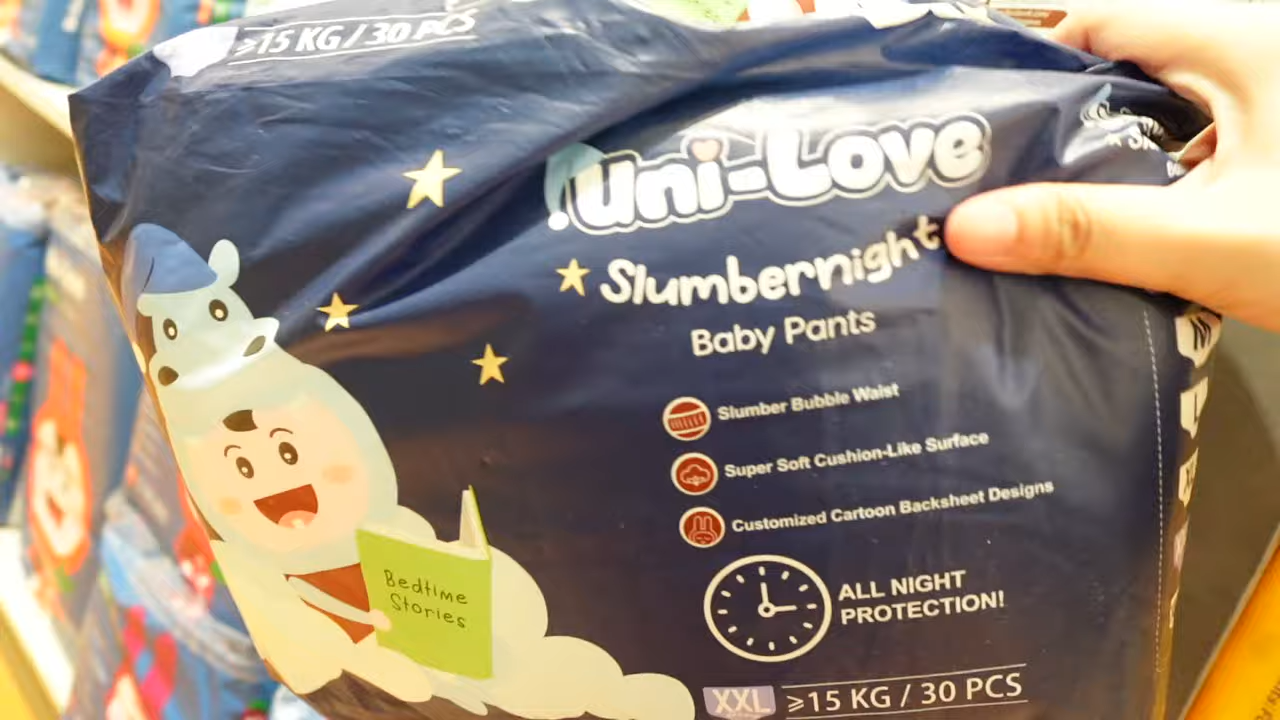 ≥15 KG / 30 PCS
uni-Love
Slumbernight
Baby Pants
Slumber Bubble Waist
Super Soft Cushion-Like Surface
Customized Cartoon Backsheet Designs
ALL NIGHT
PROTECTION!
XXL ≥15 KG / 30 PCS
Bedtime
Stories
M
L